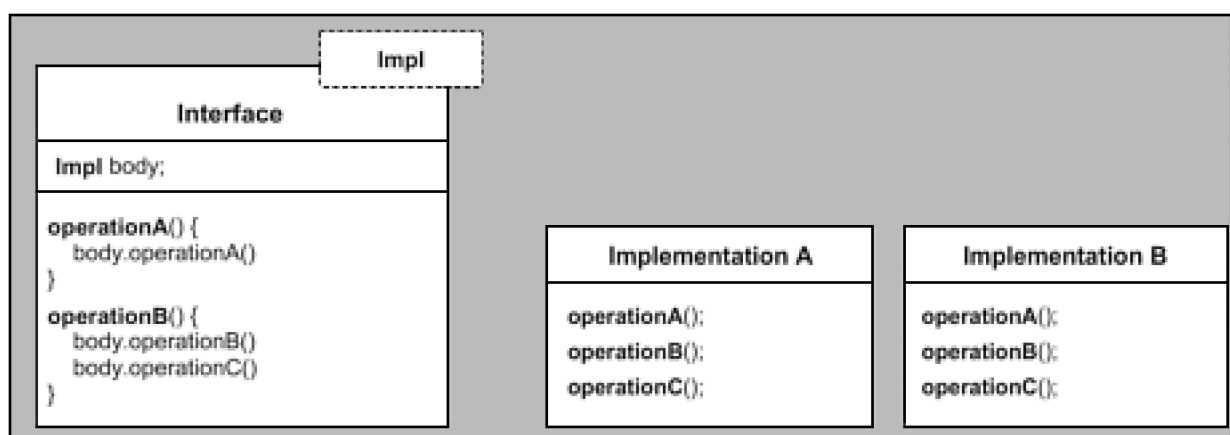 Impl
Interface
Impl body;
operationA() {
body.operationA()
}
operationB() {
body.operationB()
body.operationC()
}
Implementation A
operationA();
operationB();
operationC();
Implementation B
operationA();
operationB();
operationC();